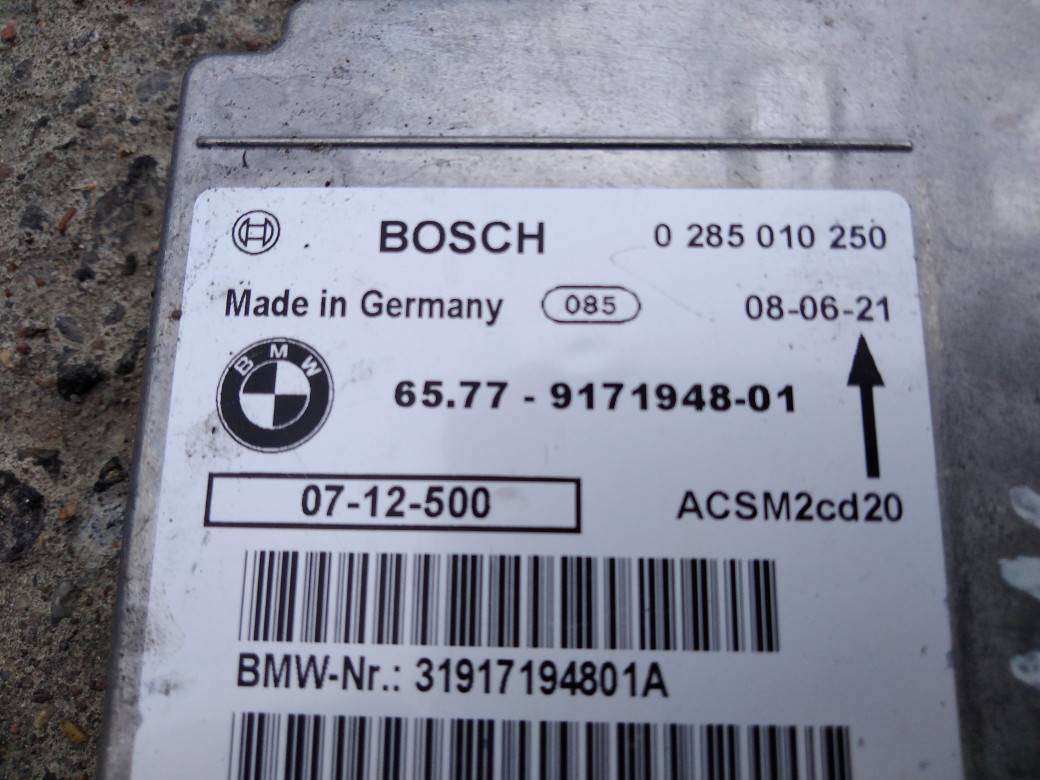 BOSCH 0 285 010 250
Made in Germany 085 08-06-21
BMW
65.77 - 9171948-01
07-12-500 ACSM2cd20
BMW-Nr.: 31917194801A